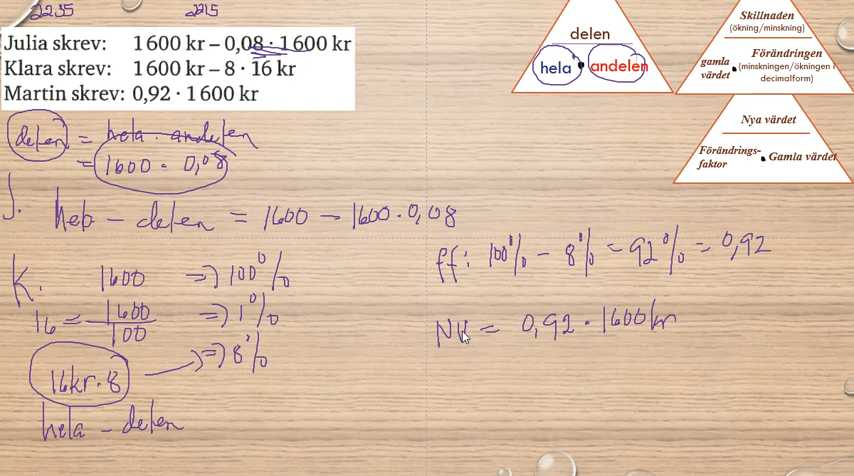 2235 2215
Julia skrev: 1 600 kr – 0,08 · 1 600 kr
Klara skrev: 1 600 kr – 8 · 16 kr
Martin skrev: 0,92 · 1 600 kr
delen
hela · andelen
Skillnaden
(ökning/minskning)
gamla värdet · Förändringen
(minskningen/ökningen i decimalform)
Nya värdet
Förändrings-
faktor · Gamla värdet
delen = hela · andelen
= 1600 · 0,08
J. hela – delen = 1600 – 1600 · 0,08
K. 1600 => 100%
16 = 1600/100 => 1%
16kr · 8 => 8%
hela – delen
ff: 100% – 8% = 92% = 0,92
NV = 0,92 · 1600kr